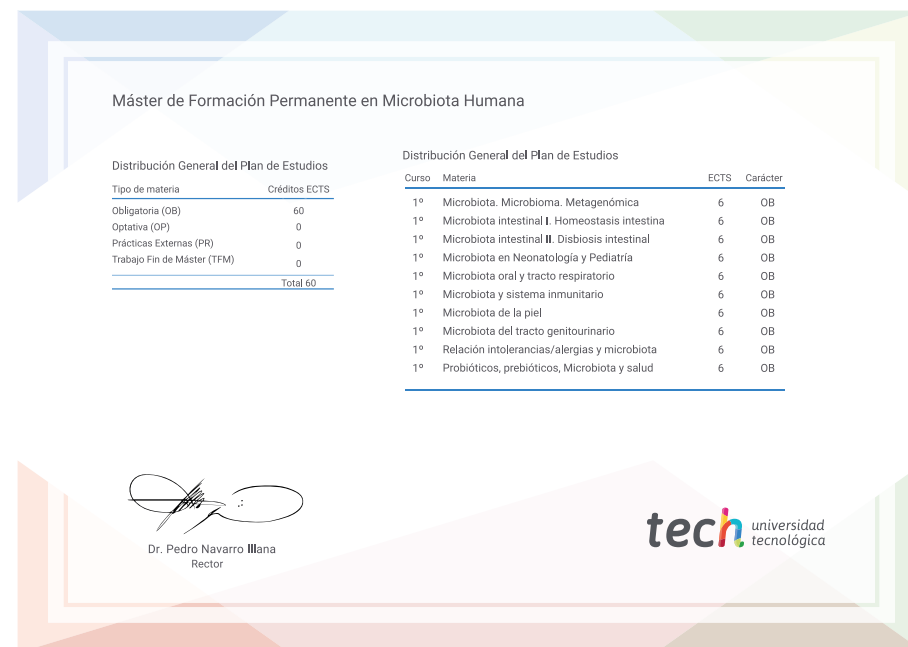 Máster de Formación Permanente en Microbiota Humana
Distribución General del Plan de Estudios
Tipo de materia Créditos ECTS
Obligatoria (OB) 60
Optativa (OP) 0
Prácticas Externas (PR) 0
Trabajo Fin de Máster (TFM) 0
Total 60
Distribución General del Plan de Estudios
Curso Materia ECTS Carácter
1º Microbiota. Microbioma. Metagenómica 6 OB
1º Microbiota intestinal I. Homeostasis intestina 6 OB
1º Microbiota intestinal II. Disbiosis intestinal 6 OB
1º Microbiota en Neonatología y Pediatría 6 OB
1º Microbiota oral y tracto respiratorio 6 OB
1º Microbiota y sistema inmunitario 6 OB
1º Microbiota de la piel 6 OB
1º Microbiota del tracto genitourinario 6 OB
1º Relación intolerancias/alergias y microbiota 6 OB
1º Probióticos, prebióticos, Microbiota y salud 6 OB
Dr. Pedro Navarro Illana
Rector
tech universidad
tecnológica